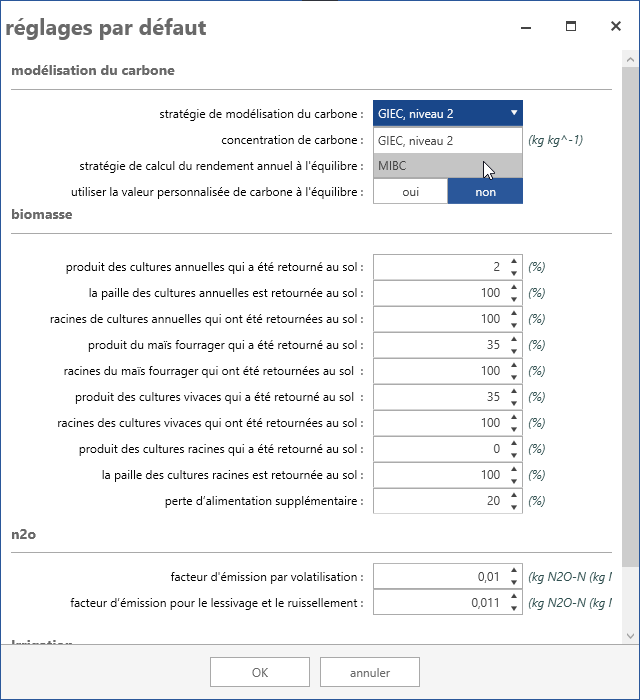 réglages par défaut
modélisation du carbone
stratégie de modélisation du carbone : GIEC, niveau 2
concentration de carbone : GIEC, niveau 2 (kg kg^-1)
stratégie de calcul du rendement annuel à l'équilibre : MIBC
utiliser la valeur personnalisée de carbone à l'équilibre : oui non
biomasse
produit des cultures annuelles qui a été retourné au sol : 2 (%)
la paille des cultures annuelles est retournée au sol : 100 (%)
racines de cultures annuelles qui ont été retournées au sol : 100 (%)
produit du maïs fourrager qui a été retourné au sol : 35 (%)
racines du maïs fourrager qui ont été retournées au sol : 100 (%)
produit des cultures vivaces qui a été retourné au sol : 35 (%)
racines des cultures vivaces qui ont été retournées au sol : 100 (%)
produit des cultures racines qui a été retourné au sol : 0 (%)
la paille des cultures racines est retournée au sol : 100 (%)
perte d'alimentation supplémentaire : 20 (%)
n2o
facteur d'émission par volatilisation : 0,01 (kg N2O-N (kg
facteur d'émission pour le lessivage et le ruissellement : 0,011 (kg N2O-N (kg
Irrigation
OK annuler